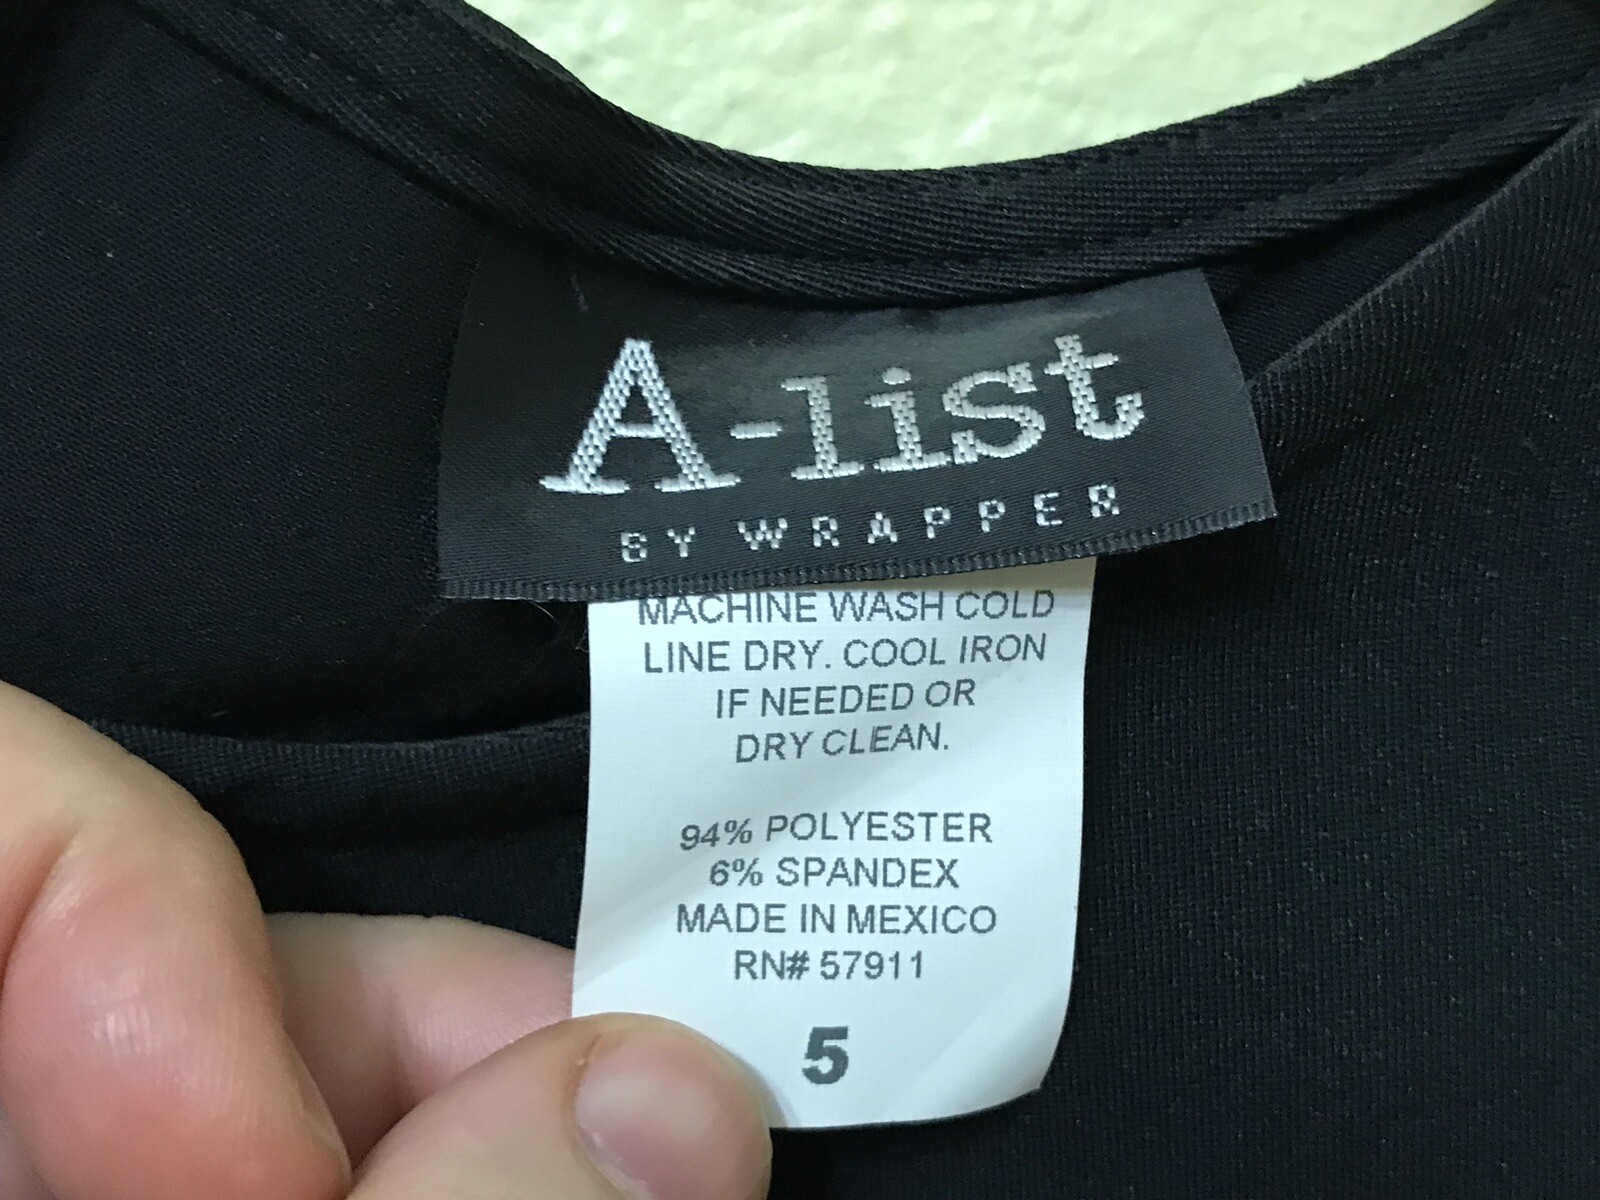 A-list
BY WRAPPER
MACHINE WASH COLD
LINE DRY. COOL IRON
IF NEEDED OR
DRY CLEAN.
94% POLYESTER
6% SPANDEX
MADE IN MEXICO
RN# 57911
5